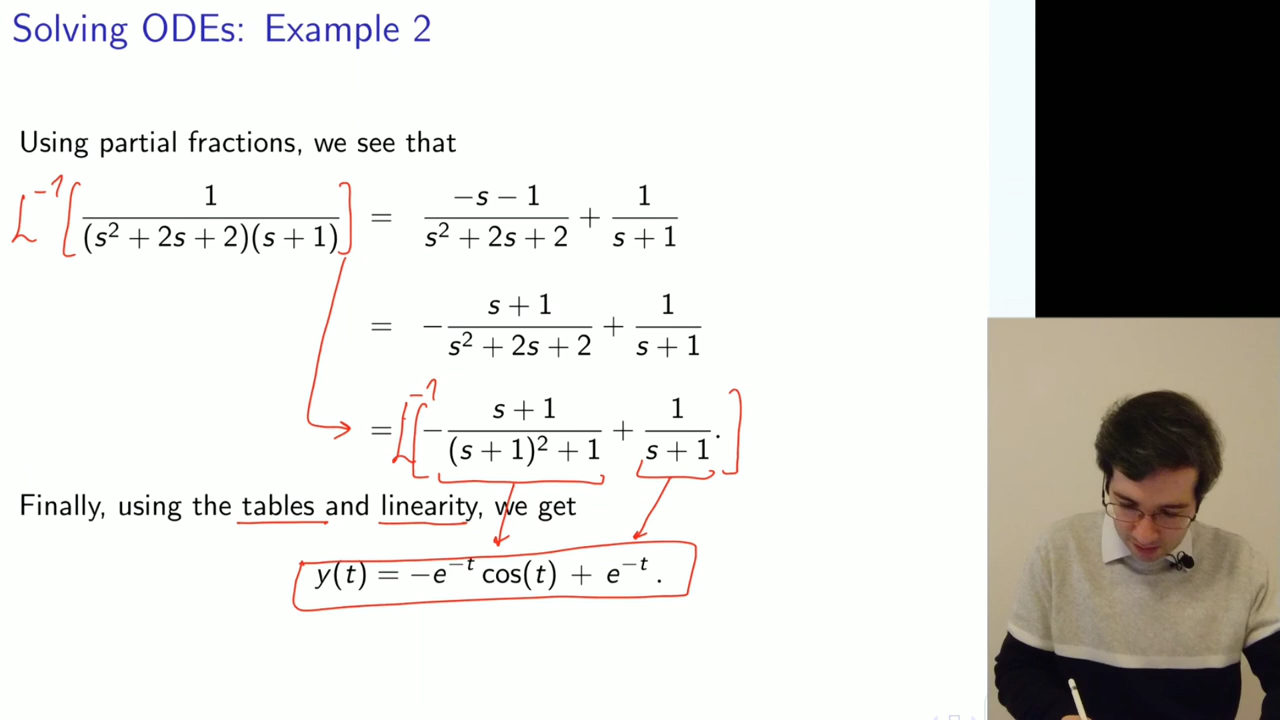 Solving ODEs: Example 2
Using partial fractions, we see that
L⁻¹[ 1/((s² + 2s + 2)(s + 1)) ] = (−s − 1)/(s² + 2s + 2) + 1/(s + 1)
= − (s + 1)/(s² + 2s + 2) + 1/(s + 1)
= L⁻¹[ − (s + 1)/((s + 1)² + 1) + 1/(s + 1). ]
Finally, using the tables and linearity, we get
y(t) = −e⁻ᵗ cos(t) + e⁻ᵗ .